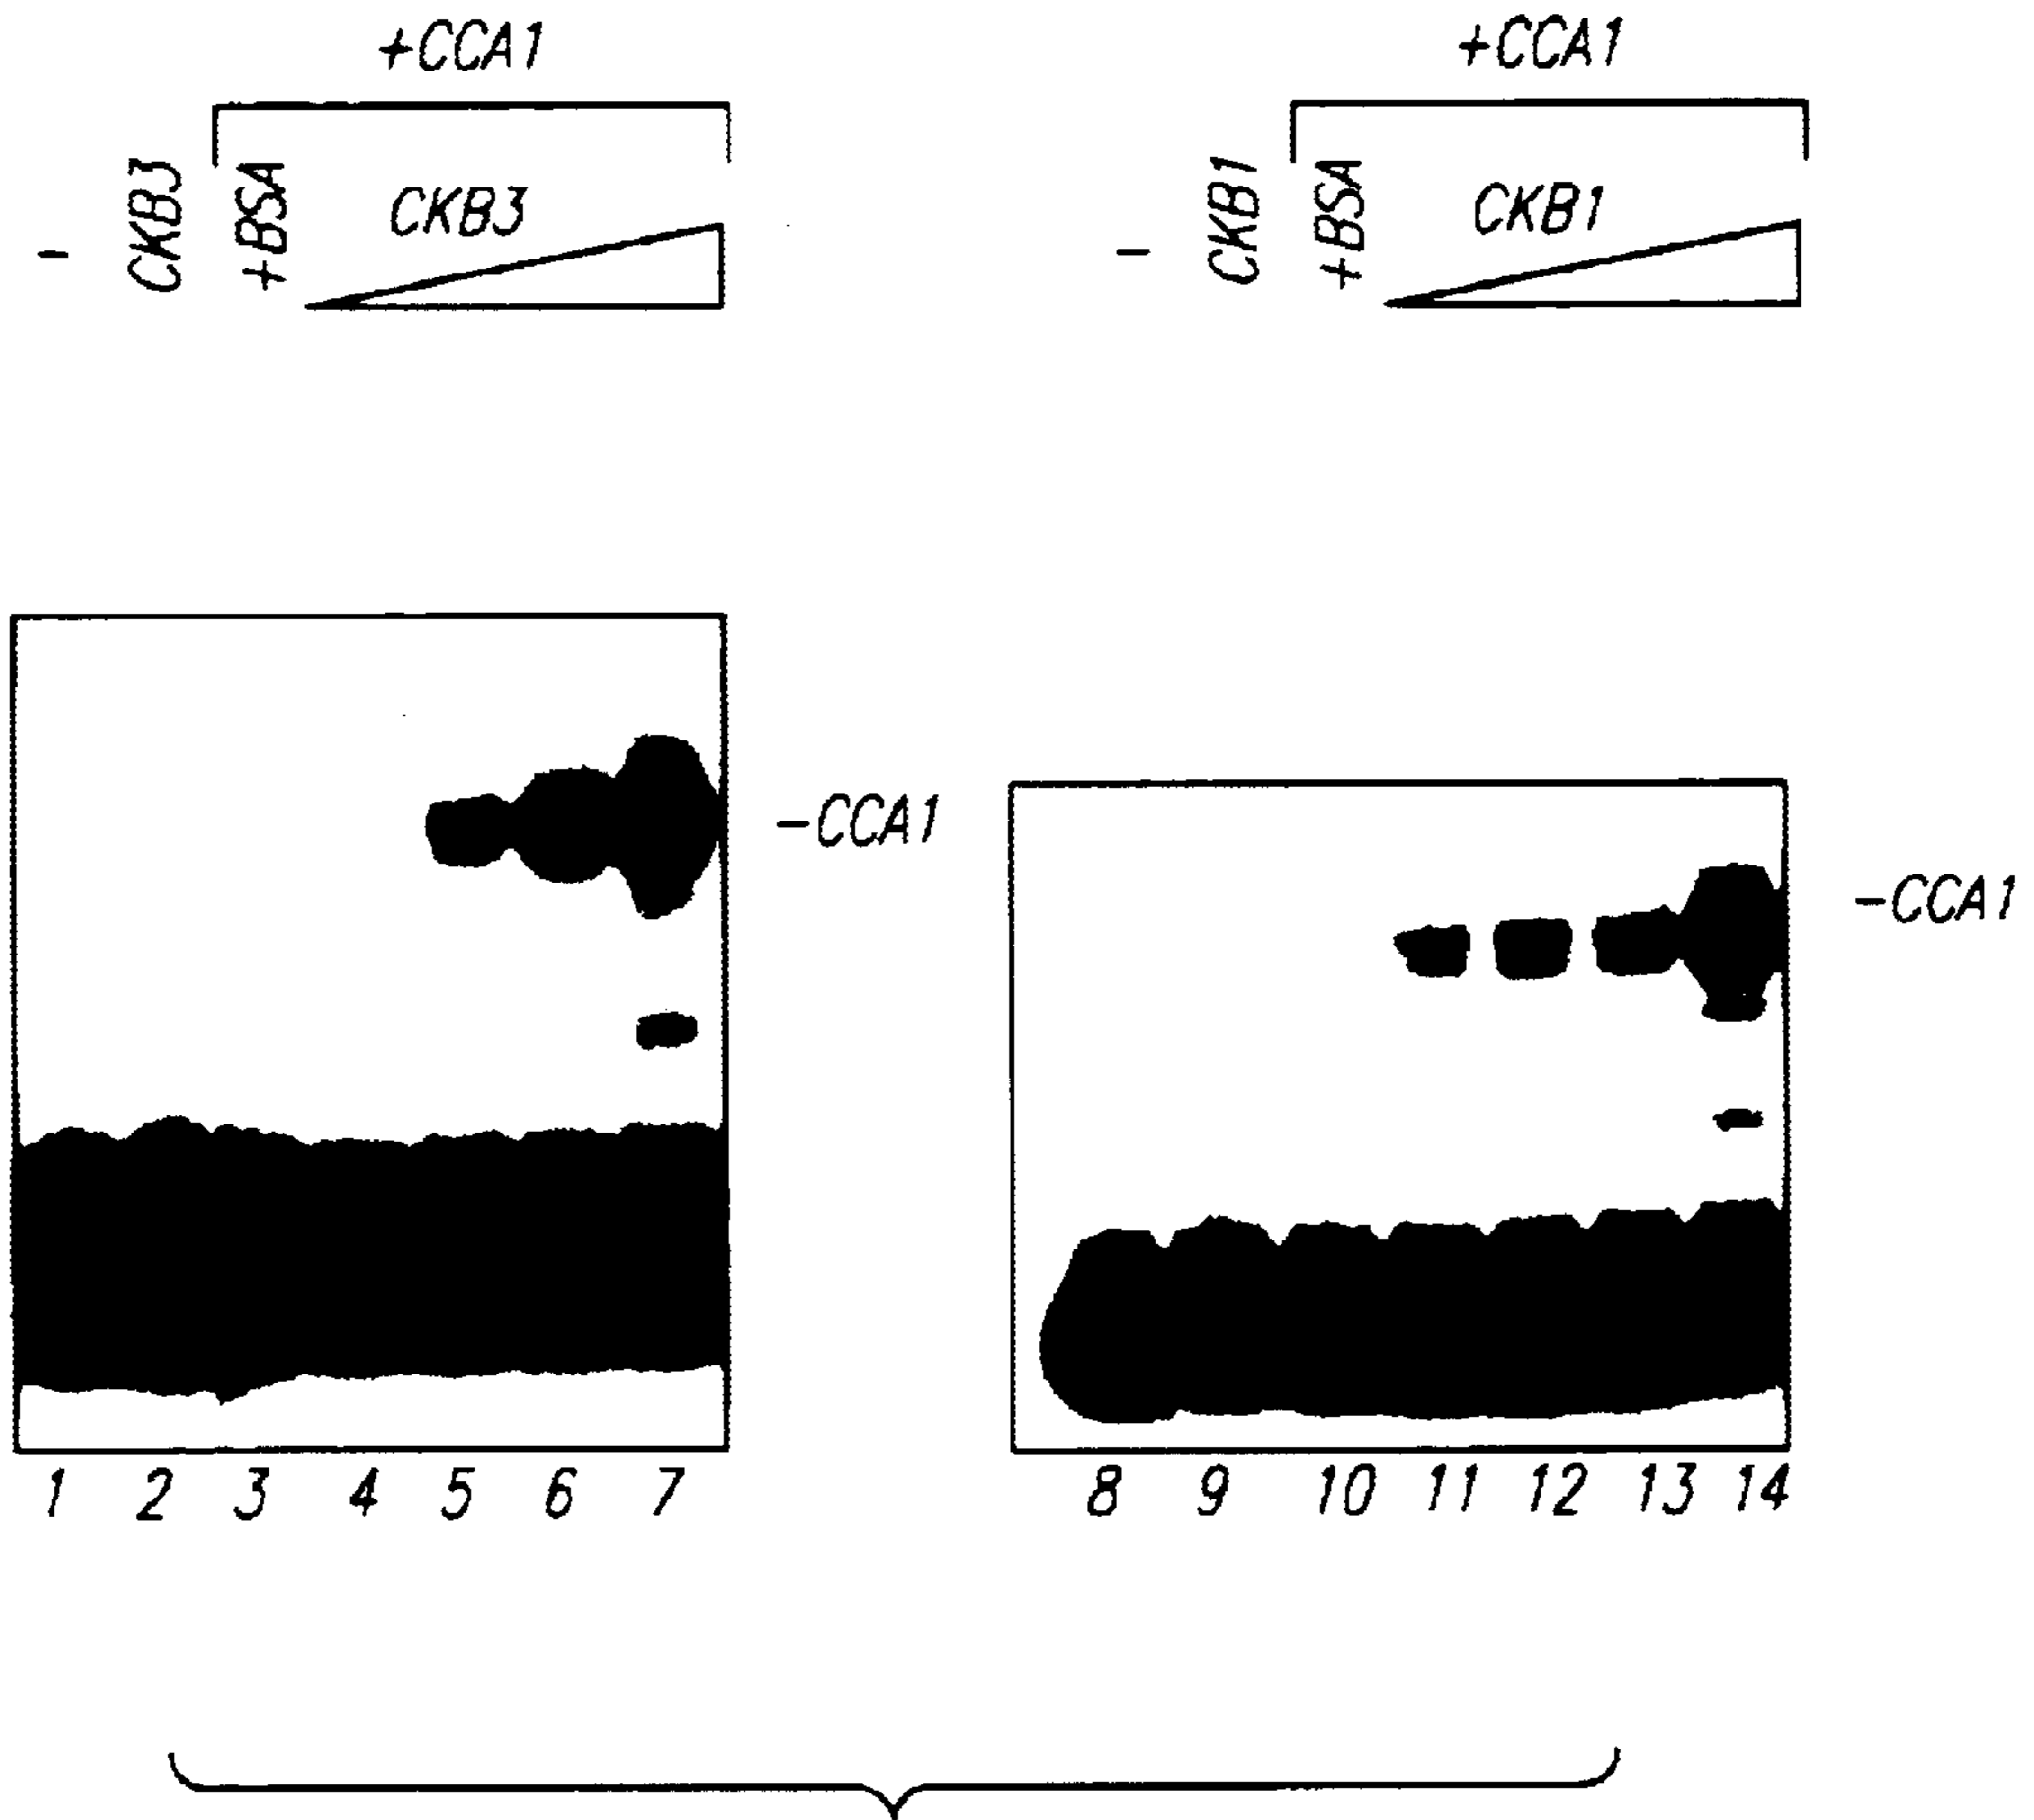 +CCA1
- CKB3 +BSA CKB3
+CCA1
- CKB1 +BSA CKB1
-CCA1
-CCA1
1 2 3 4 5 6 7
8 9 10 11 12 13 14